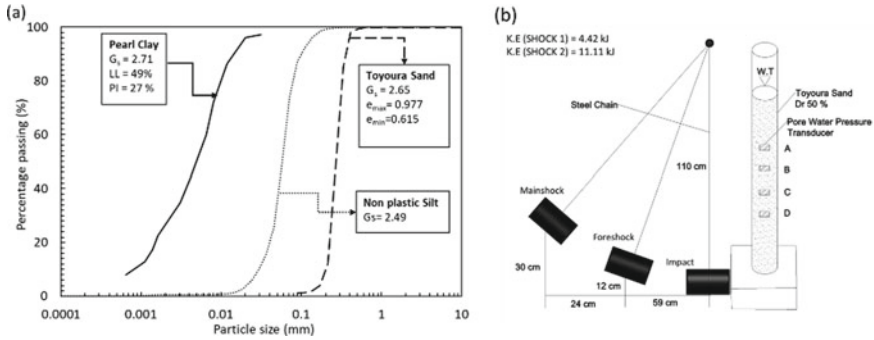 (a)
100
80
60
40
20
0
Percentage passing (%)
0.0001
0.001
0.01
0.1
1
10
Particle size (mm)
Pearl Clay
Gs = 2.71
LL = 49%
PI = 27 %
Toyoura Sand
Gs = 2.65
emax= 0.977
emin=0.615
Non plastic Silt
Gs= 2.49
(b)
K.E (SHOCK 1) = 4.42 kJ
K.E (SHOCK 2) = 11.11 kJ
Steel Chain
110 cm
Mainshock
Foreshock
Impact
30 cm
12 cm
24 cm
59 cm
W.T
Toyoura Sand
Dr 50 %
Pore Water Pressure
Transducer
A
B
C
D